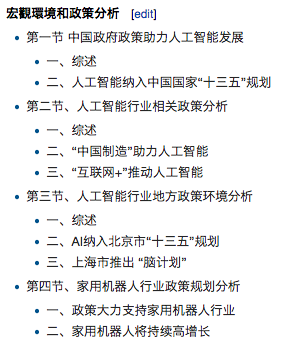 宏觀環境和政策分析 [edit]
第一节 中国政府政策助力人工智能发展
一、综述
二、人工智能纳入中国国家“十三五”规划
第二节、人工智能行业相关政策分析
一、综述
二、“中国制造”助力人工智能
三、“互联网+”推动人工智能
第三节、人工智能行业地方政策环境分析
一、综述
二、AI纳入北京市“十三五”规划
三、上海市推出 “脑计划”
第四节、家用机器人行业政策规划分析
一、政策大力支持家用机器人行业
二、家用机器人将持续高增长